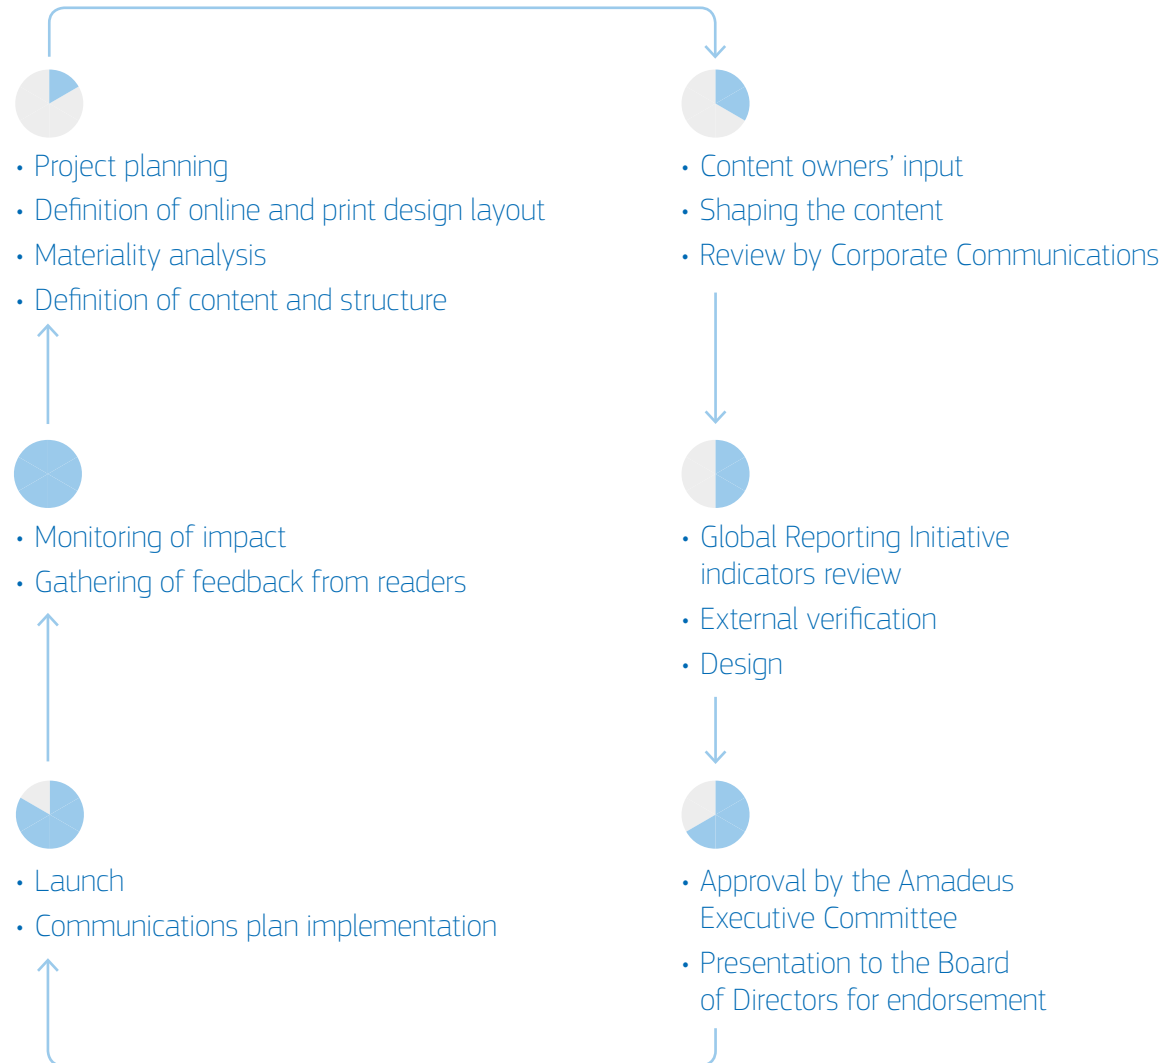 • Project planning
• Definition of online and print design layout
• Materiality analysis
• Definition of content and structure
• Content owners’ input
• Shaping the content
• Review by Corporate Communications
• Global Reporting Initiative
indicators review
• External verification
• Design
• Approval by the Amadeus
Executive Committee
• Presentation to the Board
of Directors for endorsement
• Launch
• Communications plan implementation
• Monitoring of impact
• Gathering of feedback from readers